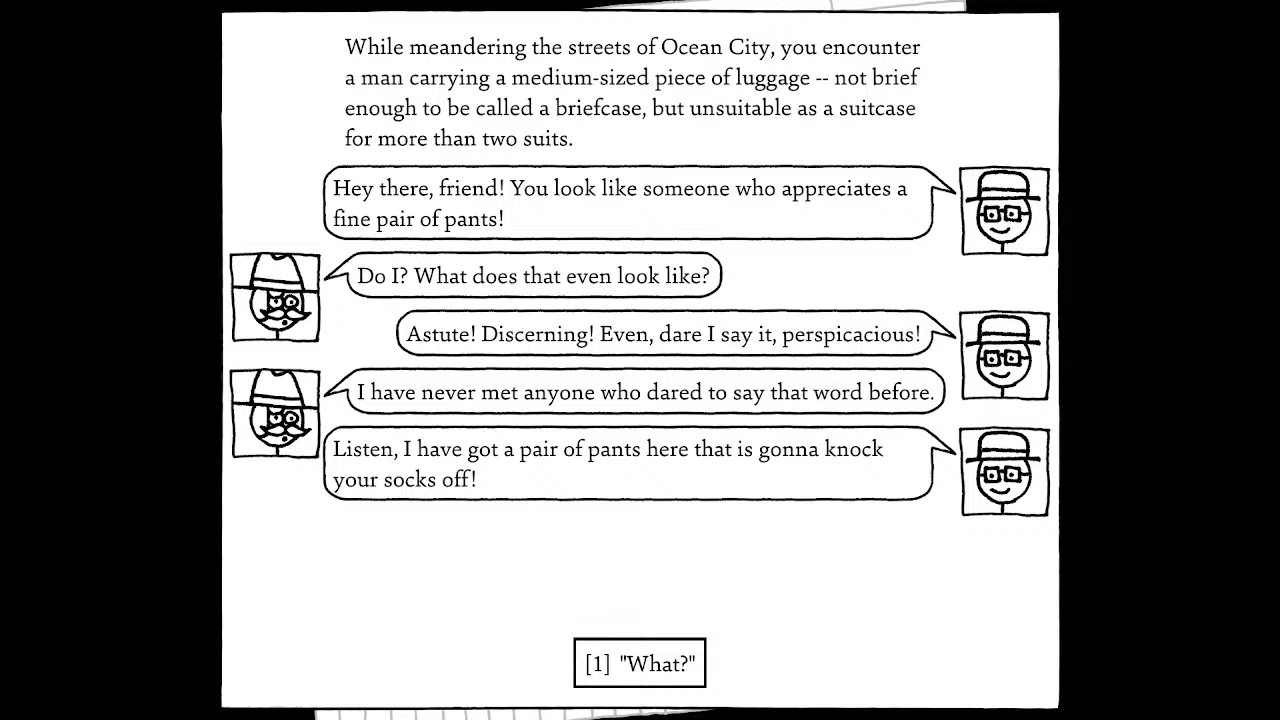 While meandering the streets of Ocean City, you encounter
a man carrying a medium-sized piece of luggage -- not brief
enough to be called a briefcase, but unsuitable as a suitcase
for more than two suits.
Hey there, friend! You look like someone who appreciates a
fine pair of pants!
Do I? What does that even look like?
Astute! Discerning! Even, dare I say it, perspicacious!
I have never met anyone who dared to say that word before.
Listen, I have got a pair of pants here that is gonna knock
your socks off!
[1] "What?"